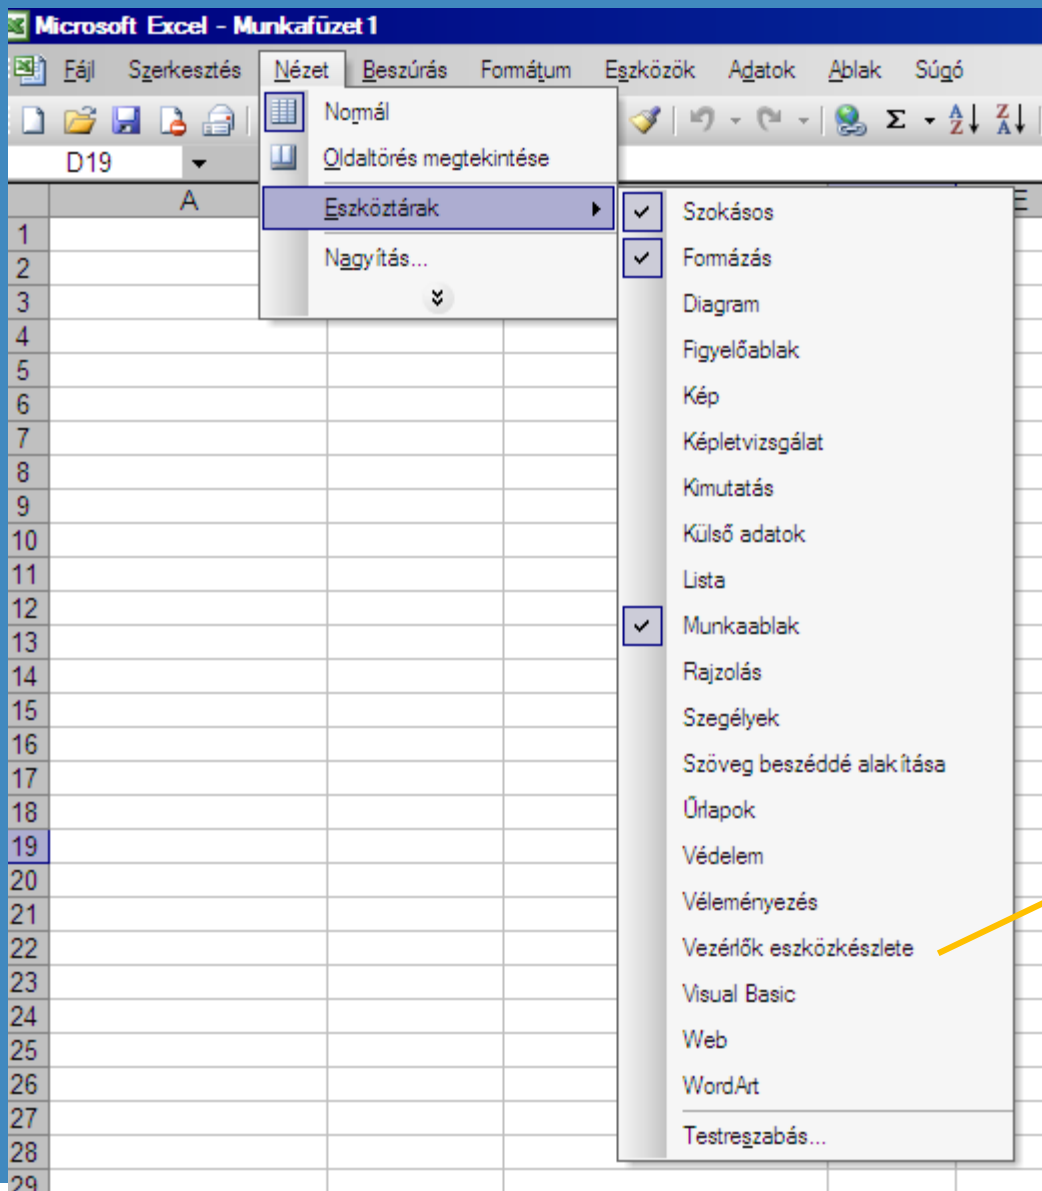 Microsoft Excel - Munkafüzet1
Fájl Szerkesztés Nézet Beszúrás Formátum Eszközök Adatok Ablak Súgó
D19
Normál
Oldaltörés megtekintése
Eszköztárak
Nagyítás...
Szokásos
Formázás
Diagram
Figyelőablak
Kép
Képletvizsgálat
Kimutatás
Külső adatok
Lista
Munkaablak
Rajzolás
Szegélyek
Szöveg beszéddé alakítása
Űrlapok
Védelem
Véleményezés
Vezérlők eszközkészlete
Visual Basic
Web
WordArt
Testreszabás...
A E
1
2
3
4
5
6
7
8
9
10
11
12
13
14
15
16
17
18
19
20
21
22
23
24
25
26
27
28
29